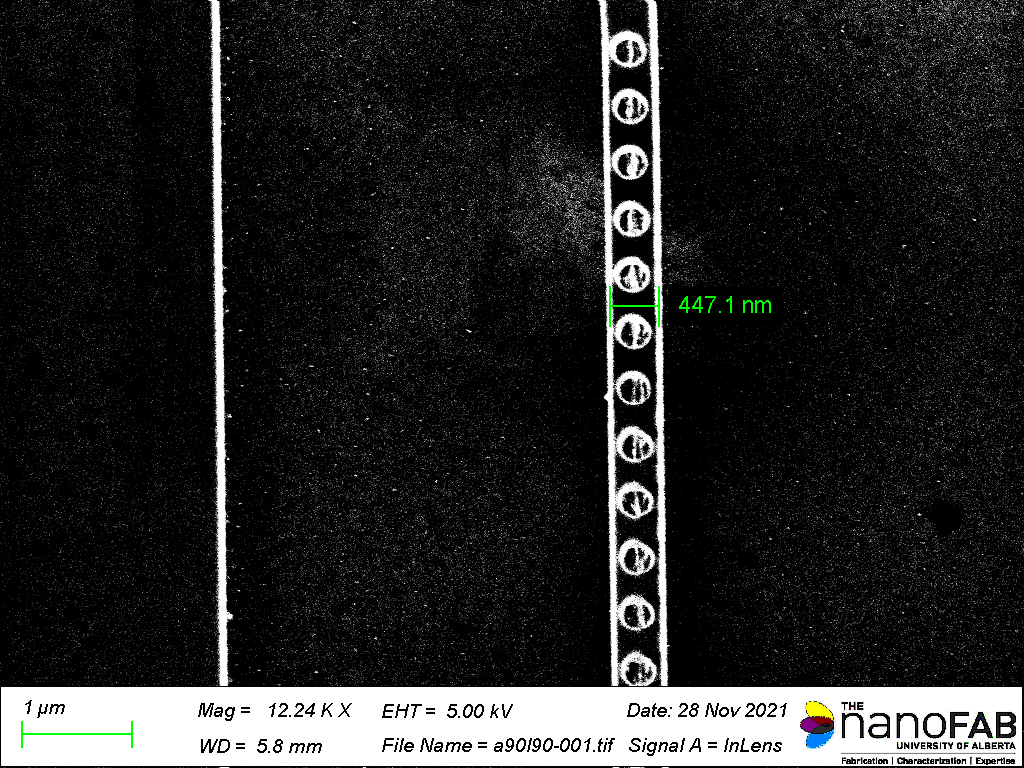 447.1 nm
1 µm
Mag = 12.24 K X
EHT = 5.00 kV
Date: 28 Nov 2021
WD = 5.8 mm
File Name = a90l90-001.tif
Signal A = InLens
THE
nanoFAB
UNIVERSITY OF ALBERTA
Fabrication | Characterization | Expertise